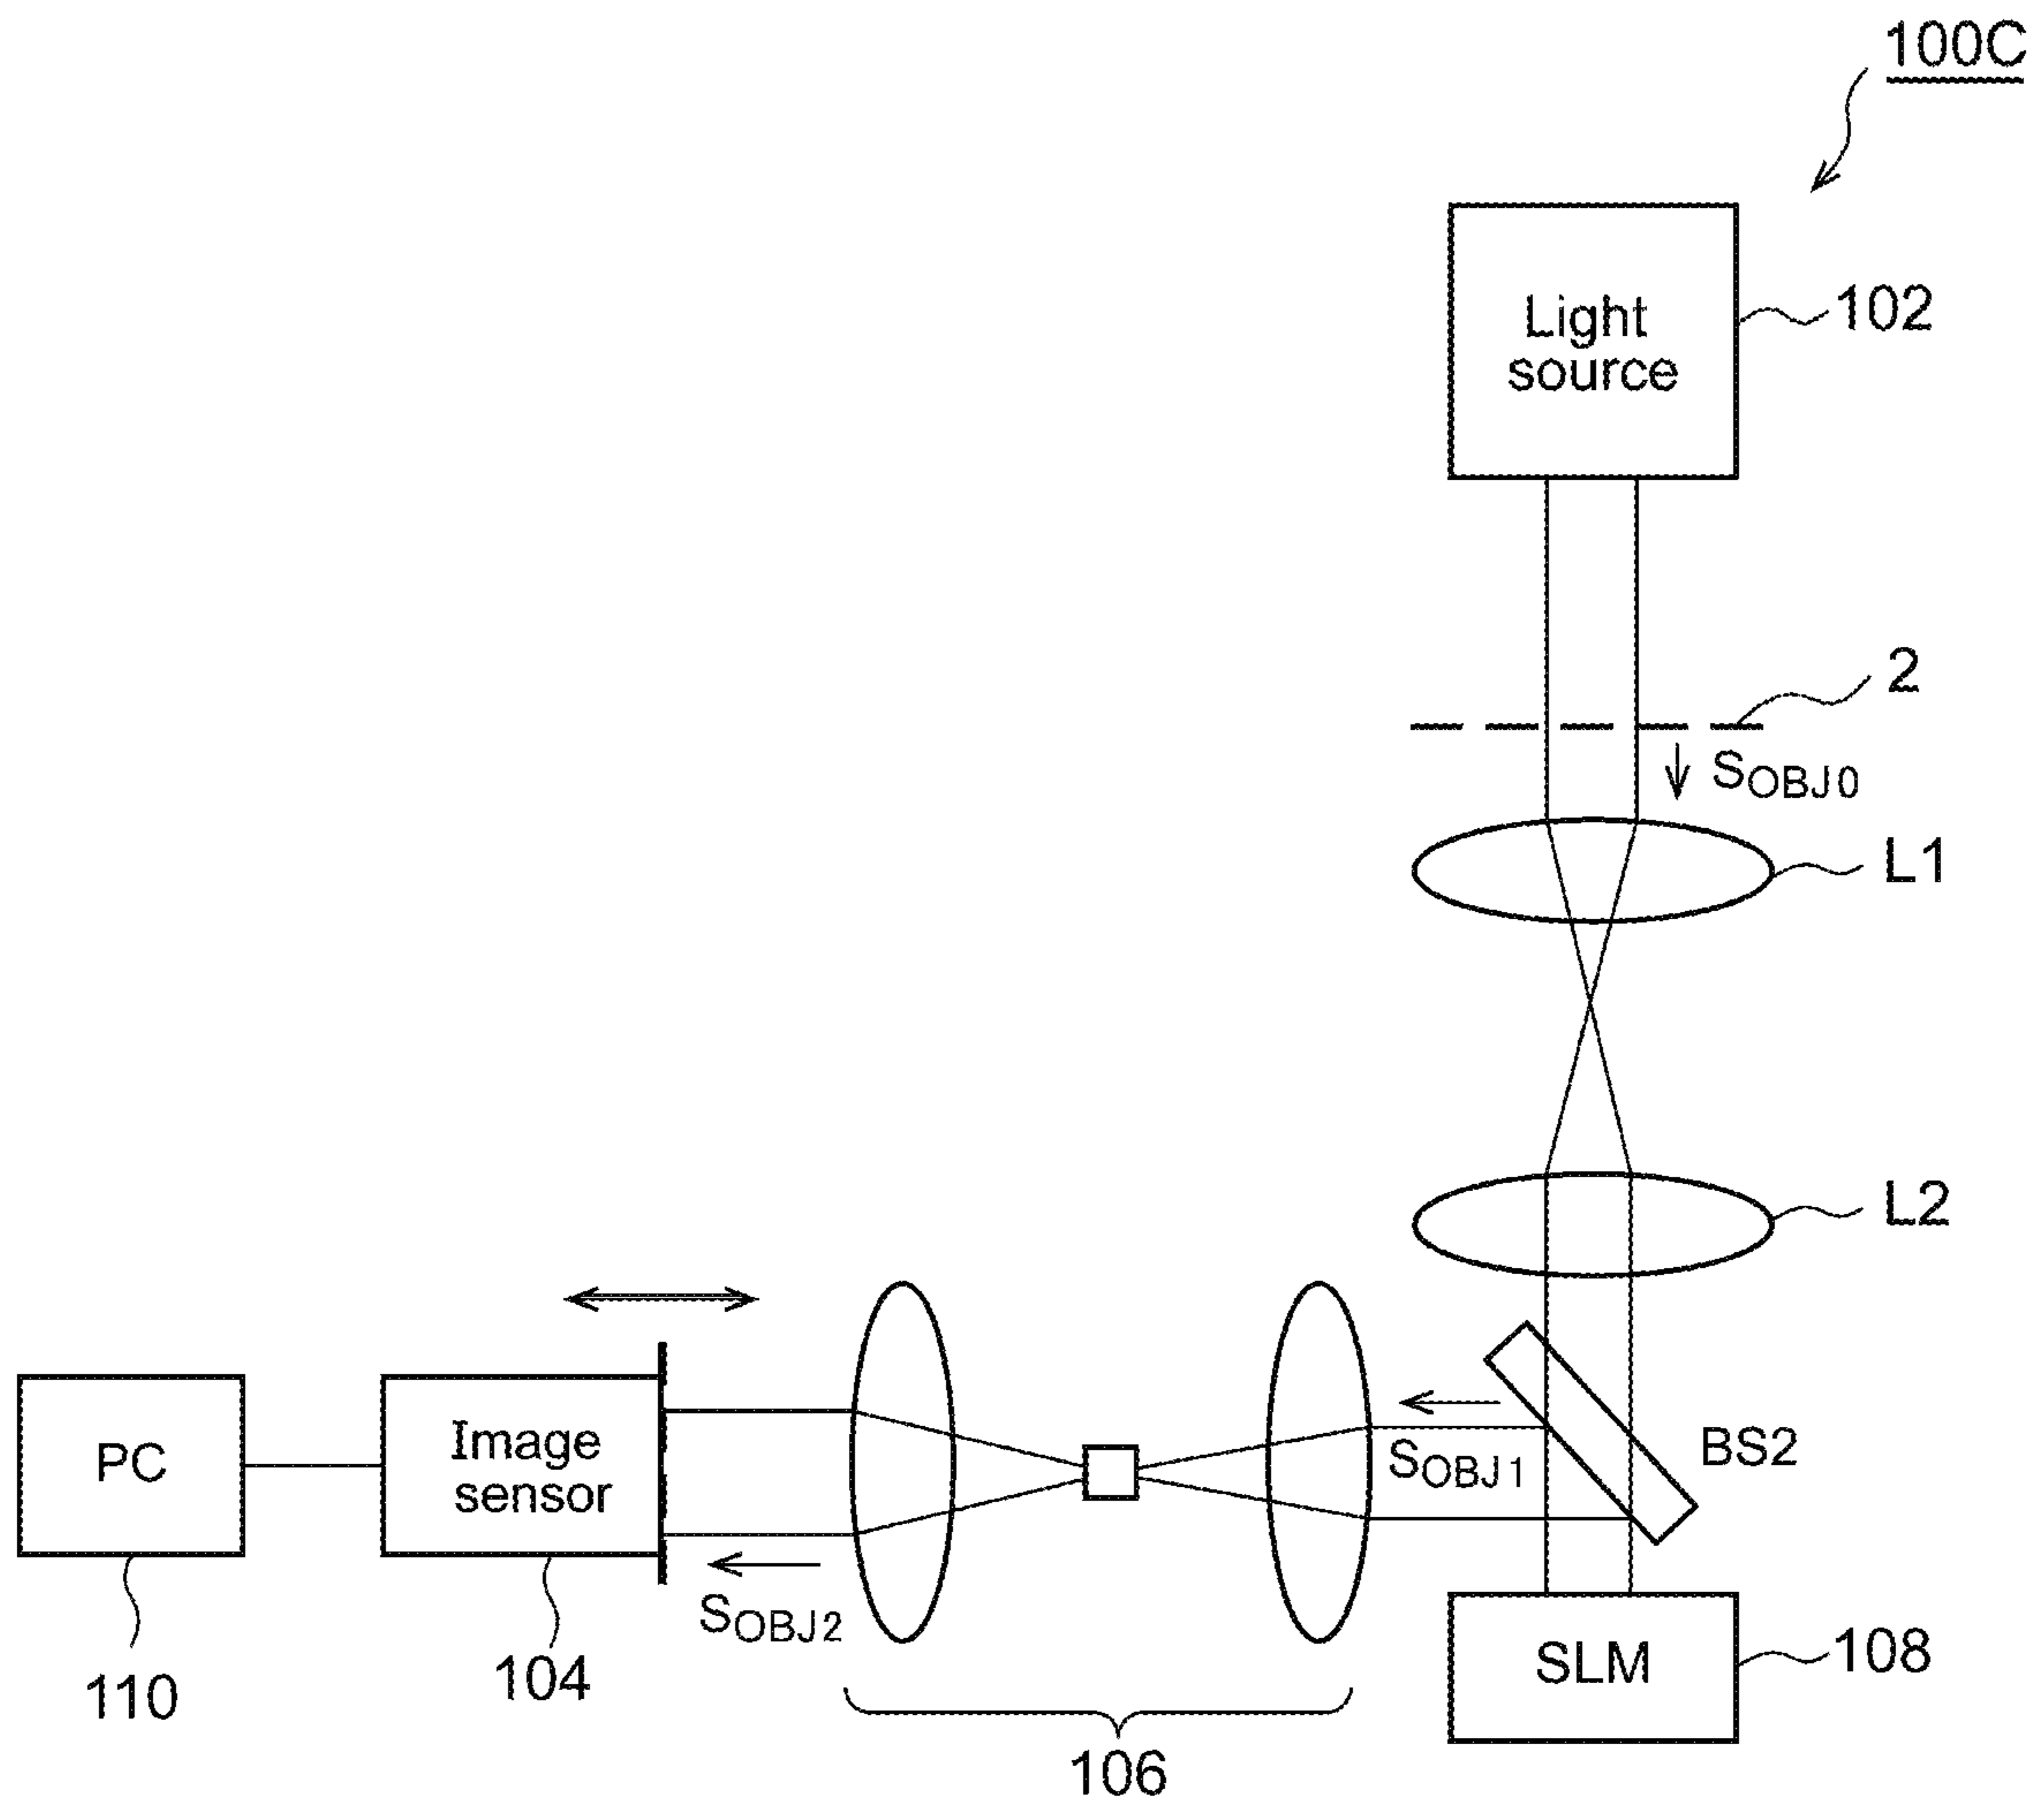 100C
Light
source
102
2
SOBJ0
L1
L2
PC
Image
sensor
SOBJ1
BS2
SOBJ2
SLM
108
110
104
106